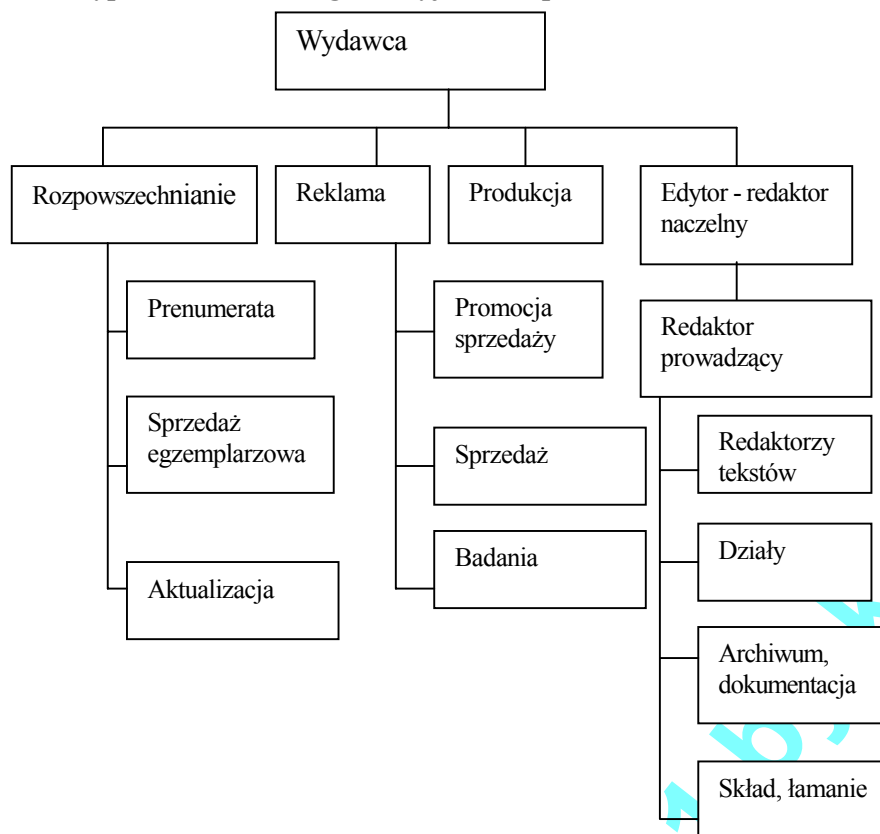 Wydawca
Rozpowszechnianie
Reklama
Produkcja
Edytor - redaktor
naczelny
Prenumerata
Promocja
sprzedaży
Redaktor
prowadzący
Sprzedaż
egzemplarzowa
Sprzedaż
Redaktorzy
tekstów
Aktualizacja
Badania
Działy
Archiwum,
dokumentacja
Skład, łamanie